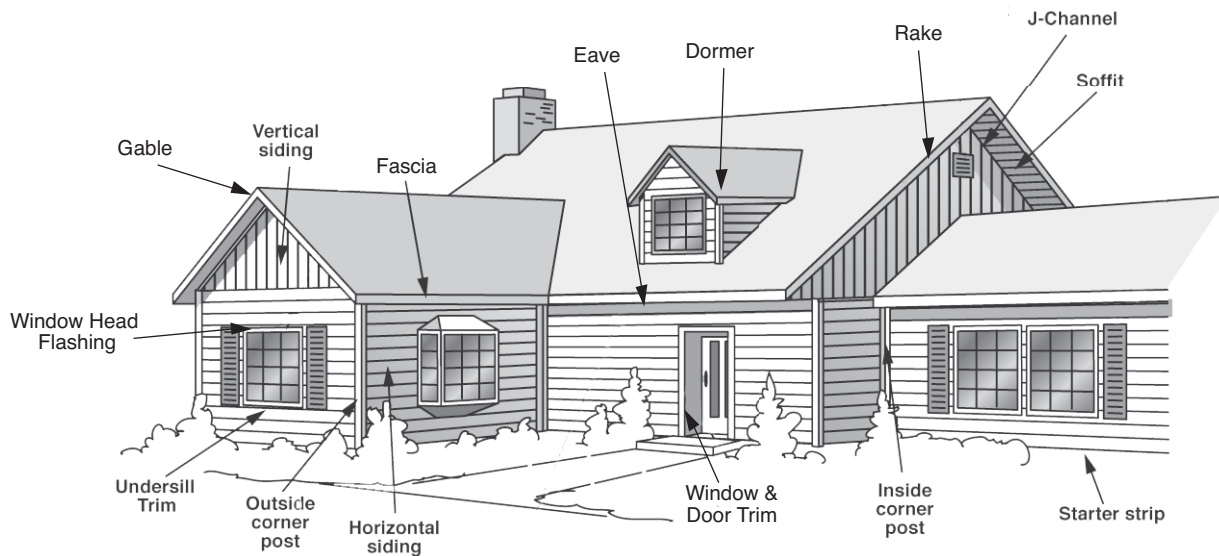 J-Channel
Rake
Eave
Dormer
Soffit
Vertical
siding
Gable
Fascia
Window Head
Flashing
Undersill
Trim
Outside
corner
post
Horizontal
siding
Window &
Door Trim
Inside
corner
post
Starter strip